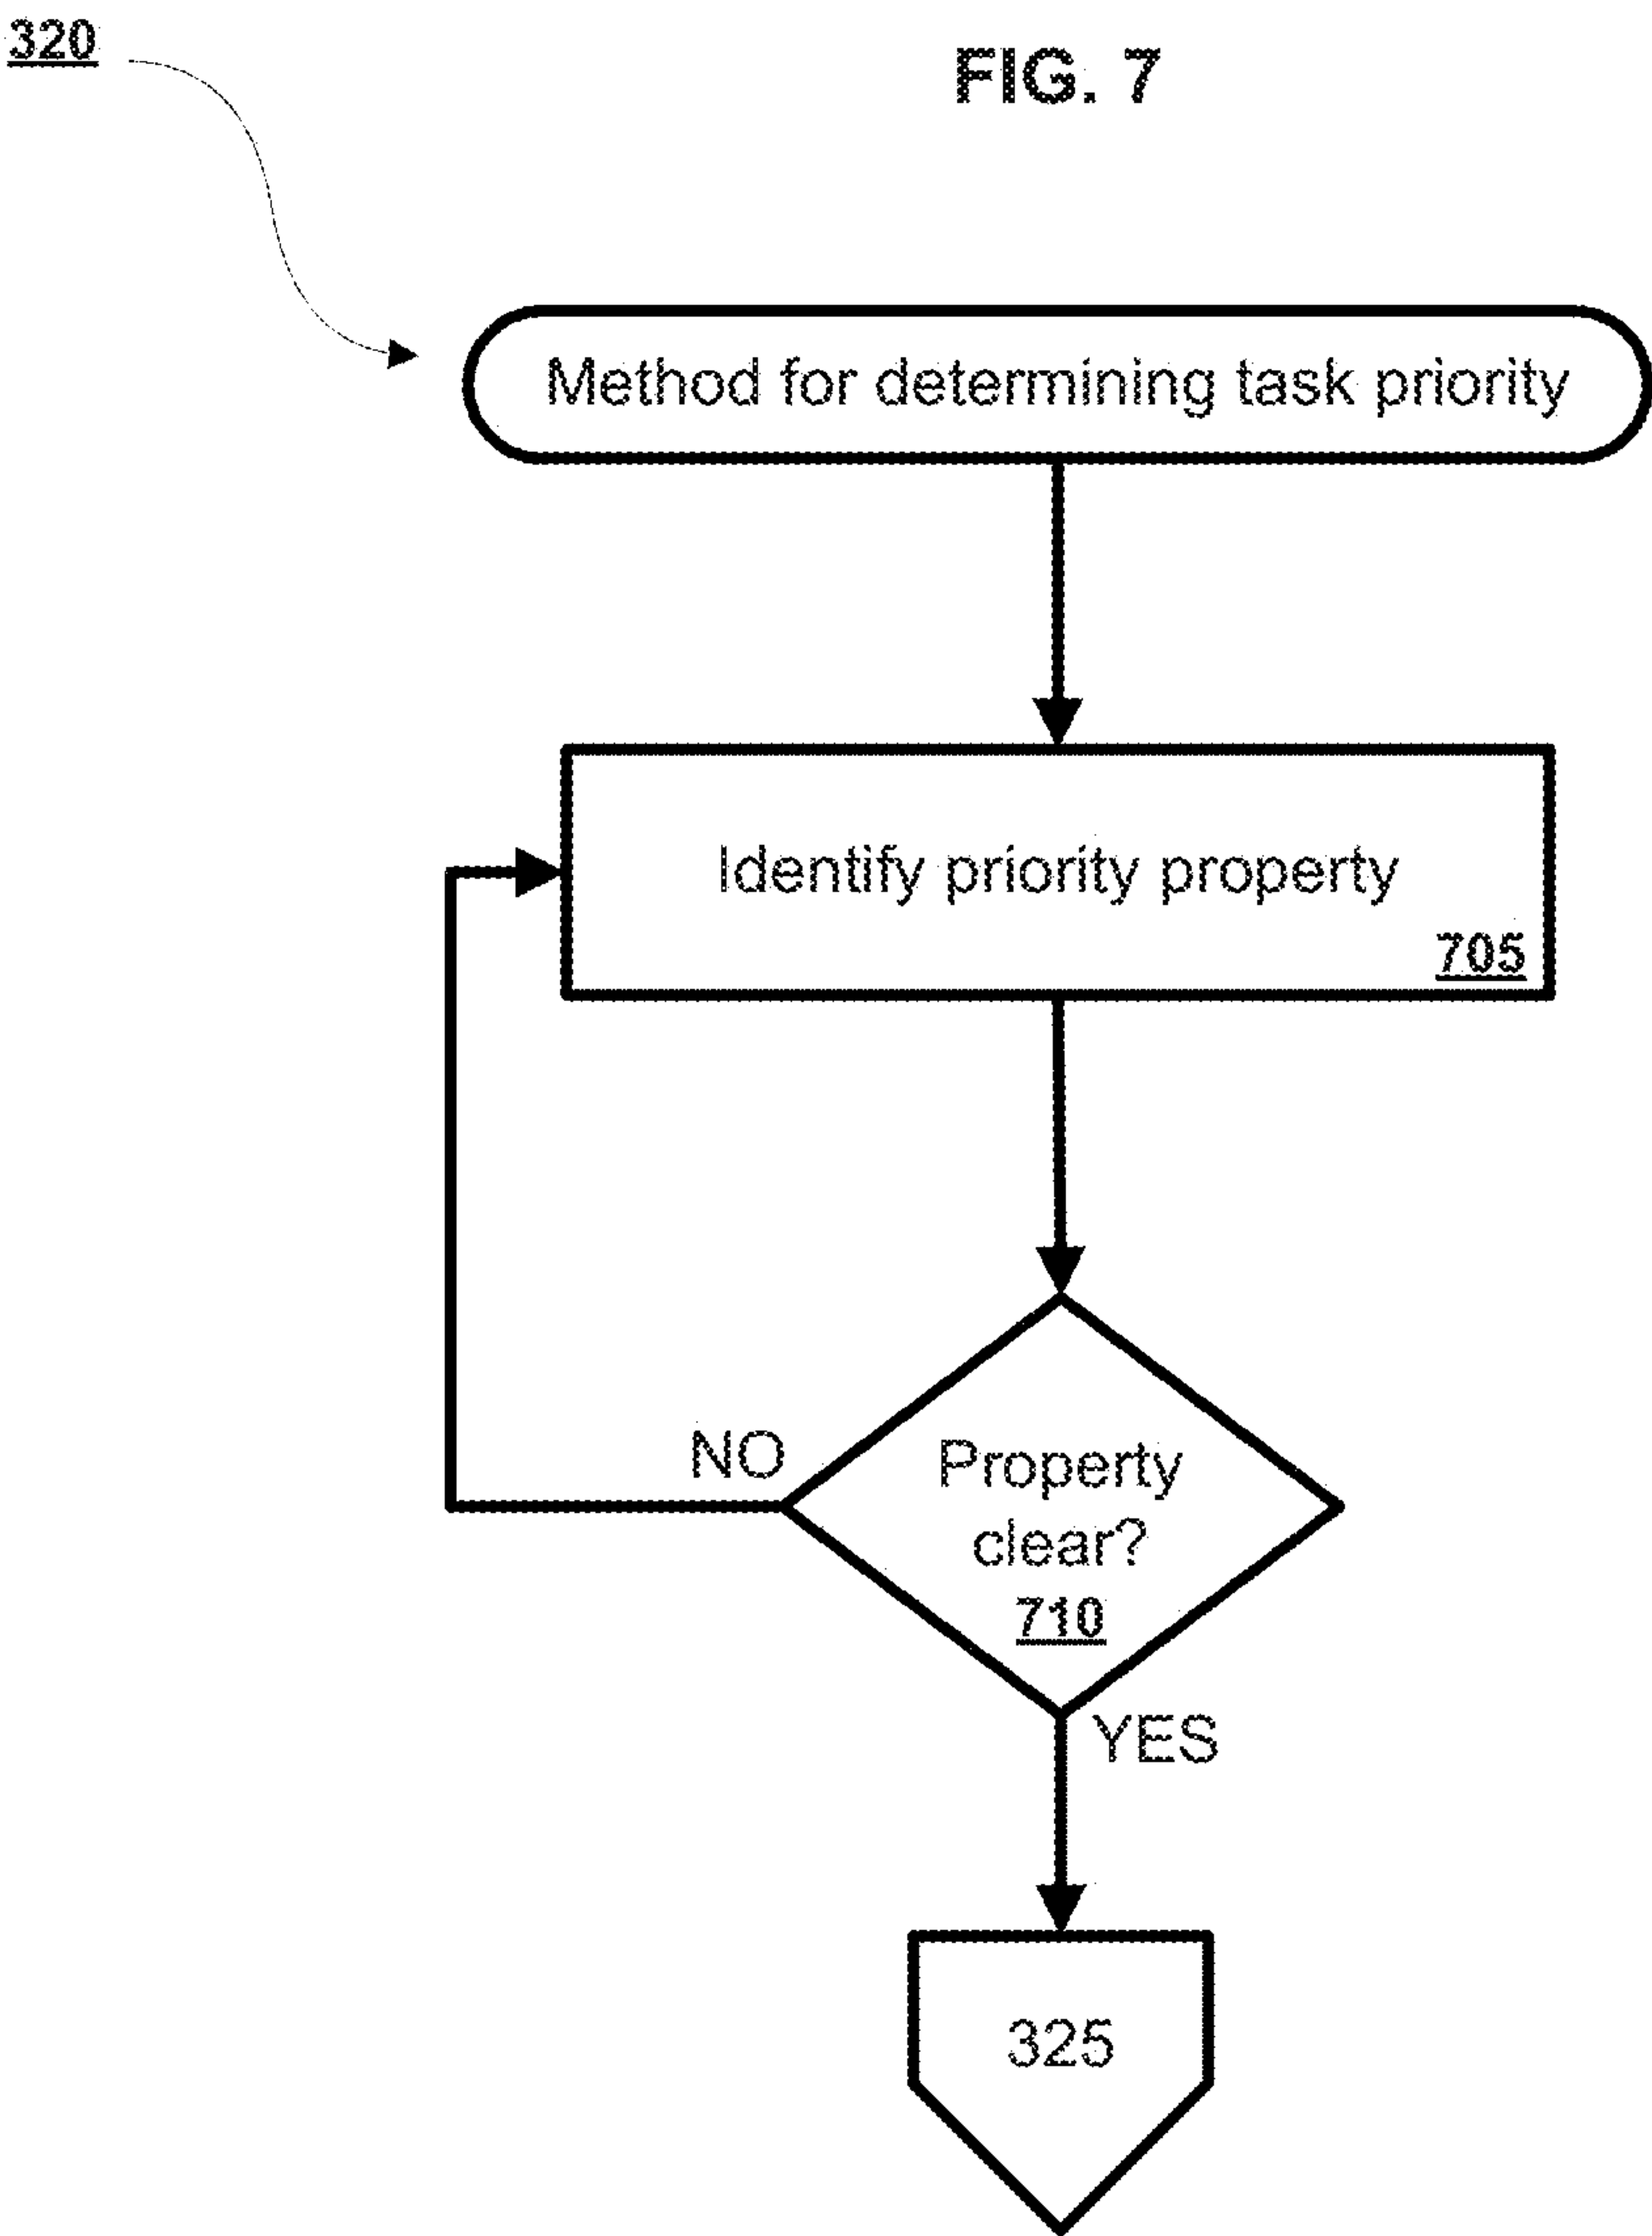 320
FIG. 7
Method for determining task priority
Identify priority property
705
NO
Property
clear?
710
YES
325